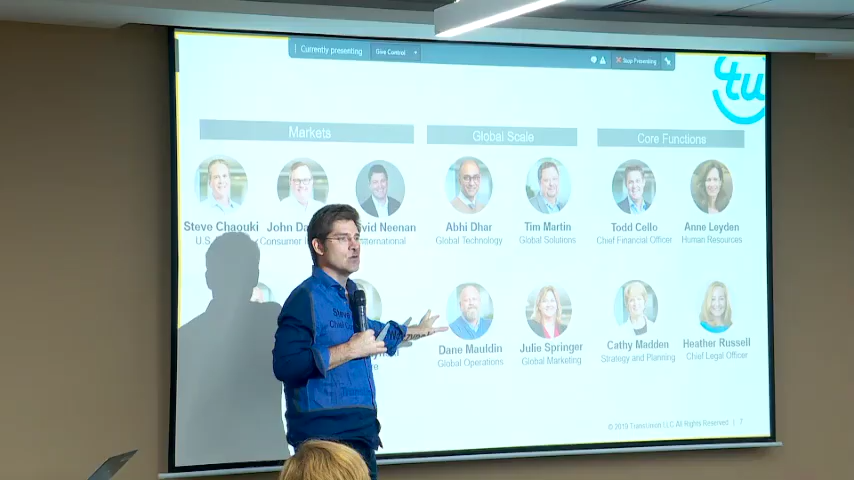 Currently presenting
Give Control
Stop Presenting
tu
Markets
Global Scale
Core Functions
Steve Chaouki
John Da
vid Neenan
Abhi Dhar
Tim Martin
Todd Cello
Anne Leyden
U.S.
Consumer I
International
Global Technology
Global Solutions
Chief Financial Officer
Human Resources
Steve
Chief
Dane Mauldin
Julie Springer
Cathy Madden
Heather Russell
Global Operations
Global Marketing
Strategy and Planning
Chief Legal Officer
© 2019 TransUnion LLC All Rights Reserved | 7